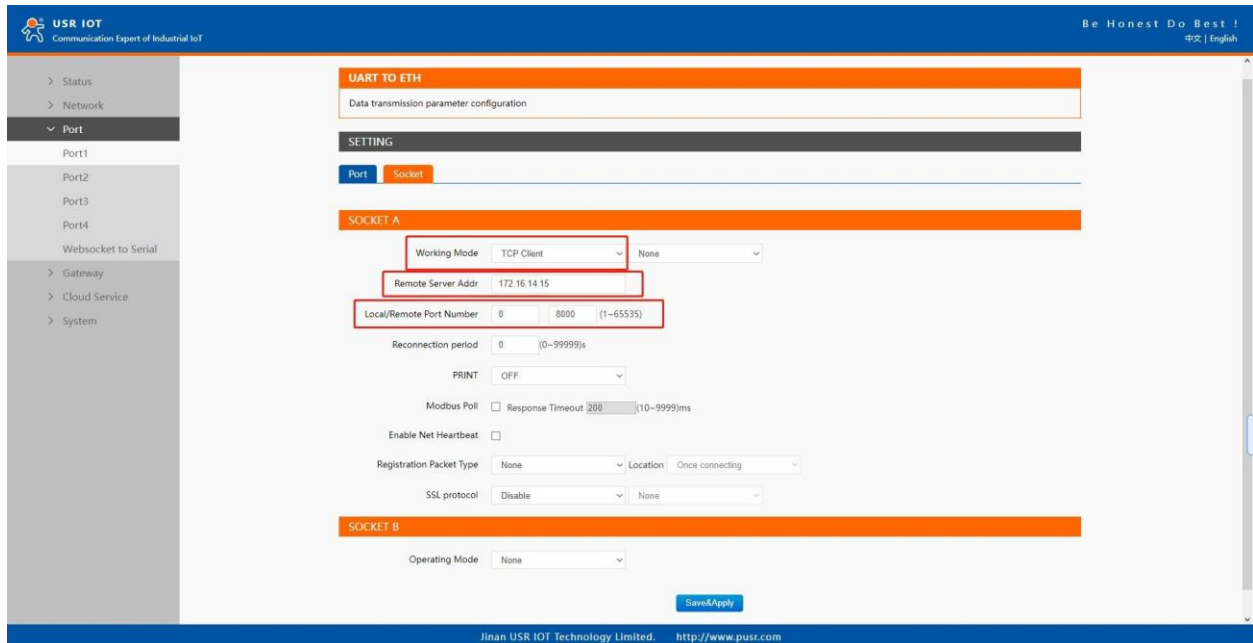 USR IOT
Communication Expert of Industrial IoT
Be Honest Do Best !
中文 | English
> Status
> Network
Port
Port1
Port2
Port3
Port4
Websocket to Serial
> Gateway
> Cloud Service
> System
UART TO ETH
Data transmission parameter configuration
SETTING
Port Socket
SOCKET A
Working Mode TCP Client None
Remote Server Addr 172.16.14.15
Local/Remote Port Number 0 8000 (1~65535)
Reconnection period 0 (0~99999)s
PRINT OFF
Modbus Poll Response Timeout 200 (10~9999)ms
Enable Net Heartbeat
Registration Packet Type None Location Once connecting
SSL protocol Disable None
SOCKET B
Operating Mode None
Save&Apply
Jinan USR IOT Technology Limited. http://www.pusr.com